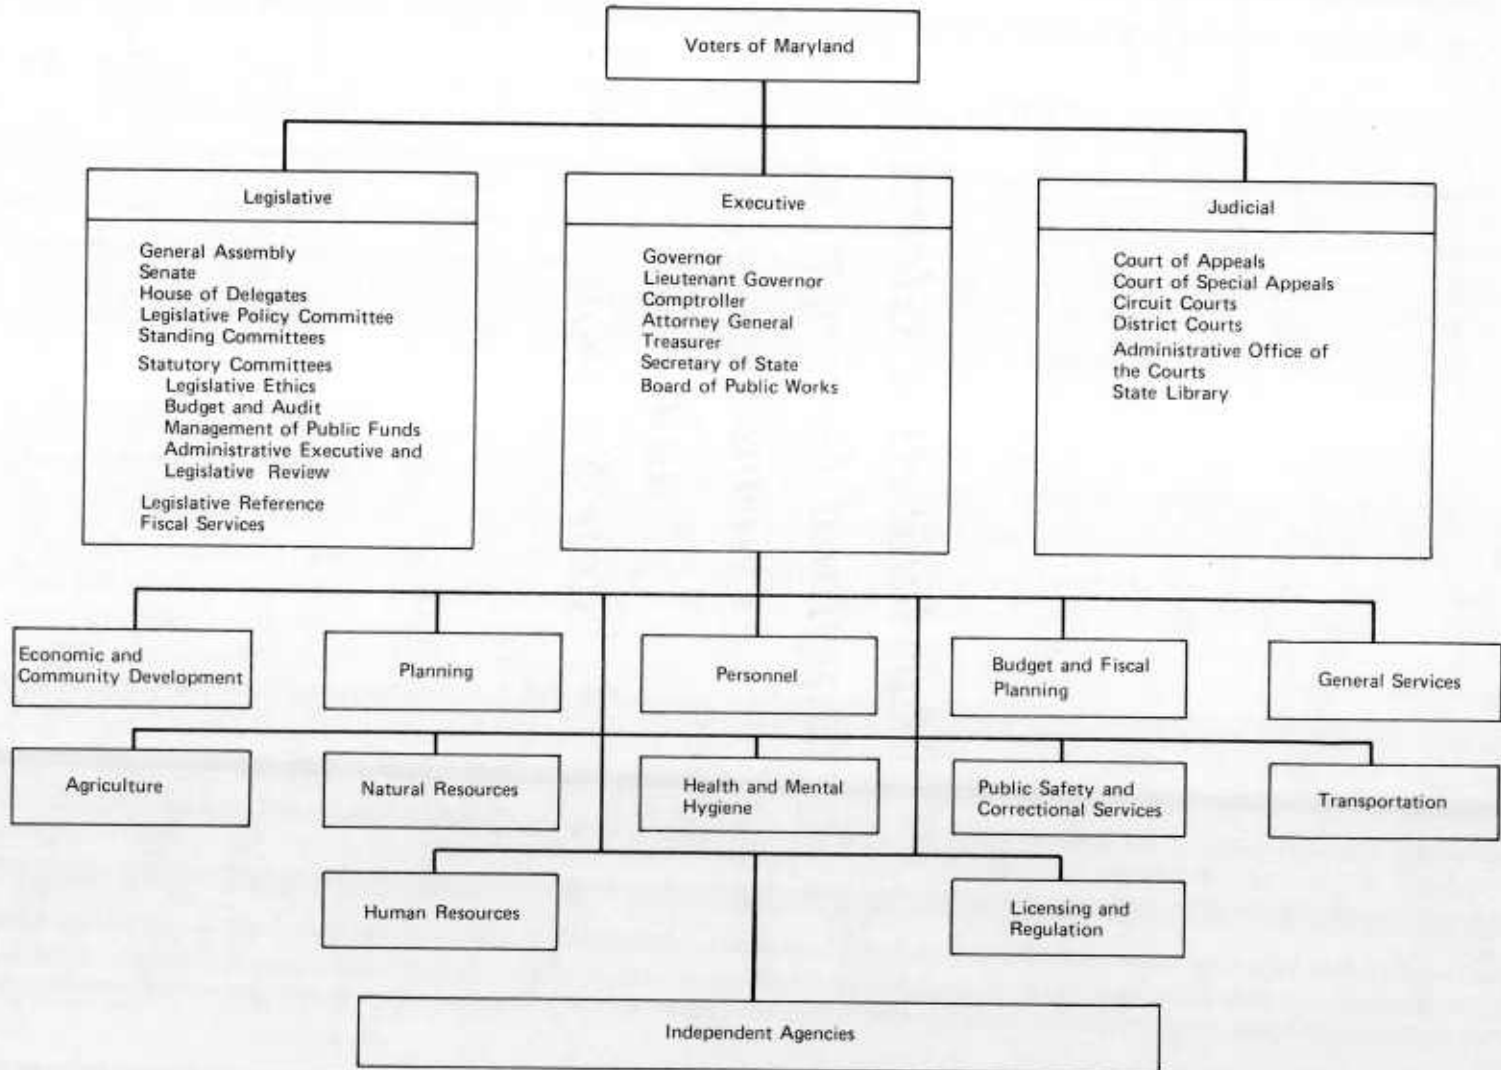 Voters of Maryland
Legislative
General Assembly
Senate
House of Delegates
Legislative Policy Committee
Standing Committees
Statutory Committees
Legislative Ethics
Budget and Audit
Management of Public Funds
Administrative Executive and
Legislative Review
Legislative Reference
Fiscal Services
Executive
Governor
Lieutenant Governor
Comptroller
Attorney General
Treasurer
Secretary of State
Board of Public Works
Judicial
Court of Appeals
Court of Special Appeals
Circuit Courts
District Courts
Administrative Office of
the Courts
State Library
Economic and
Community Development
Planning
Personnel
Budget and Fiscal
Planning
General Services
Agriculture
Natural Resources
Health and Mental
Hygiene
Public Safety and
Correctional Services
Transportation
Human Resources
Licensing and
Regulation
Independent Agencies